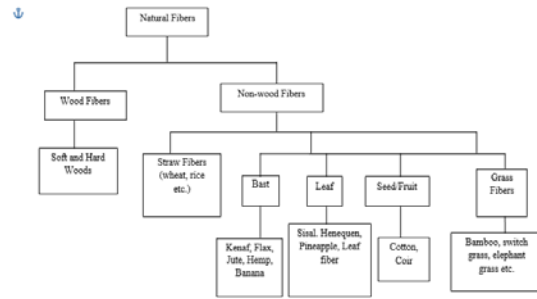 Natural Fibers
Wood Fibers
Non-wood Fibers
Soft and Hard
Woods
Straw Fibers
(wheat, rice
etc.)
Bast
Leaf
Seed/Fruit
Grass
Fibers
Kenaf, Flax,
Jute, Hemp,
Banana
Sisal, Henequen,
Pineapple, Leaf
fiber
Cotton,
Coir
Bamboo, switch
grass, elephant
grass etc.